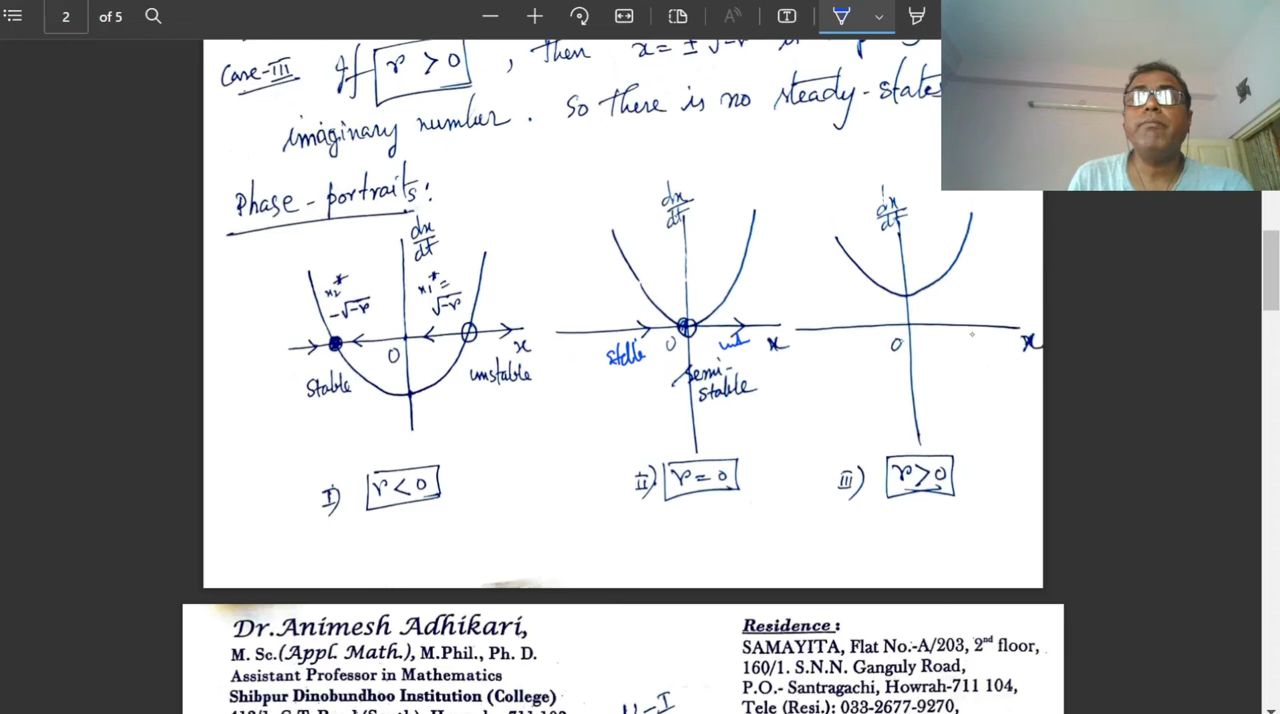 2 of 5
Case-III If r > 0, then x = ± √-r
imaginary number. So there is no steady-states
Phase-portraits:
dx/dt
dx/dt
dx/dt
x2* -√-r
x1* = √-r
0
x
stable
unstable
0
x
semi-
stable
0
x
I) r < 0
II) r = 0
III) r > 0
Dr.Animesh Adhikari,
M. Sc.(Appl. Math.), M.Phil., Ph. D.
Assistant Professor in Mathematics
Shibpur Dinobundhoo Institution (College)
Residence :
SAMAYITA, Flat No.-A/203, 2nd floor,
160/1. S.N.N. Ganguly Road,
P.O.- Santragachi, Howrah-711 104,
Tele (Resi.): 033-2677-9270,